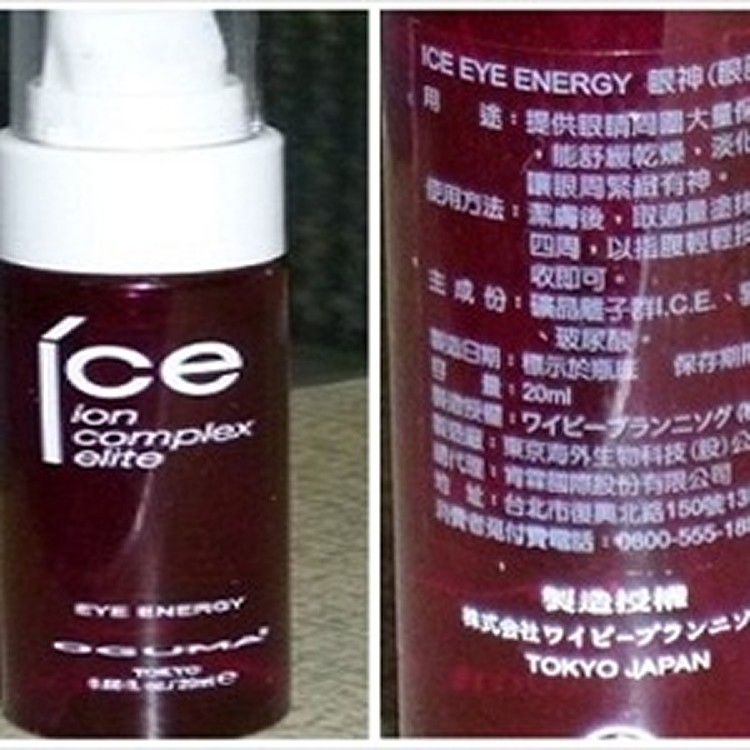 ice
ion
complex
elite
EYE ENERGY
OGUMA
TOKYO
ICE EYE ENERGY 眼神(眼
用 途：提供眼睛周圍大量
，能舒緩乾燥、淡化
讓眼周緊緻有神。
使用方法：潔膚後，取適量塗
四周，以指腹輕輕
收即可。
主 成 份：礦晶離子群I.C.E.、
、玻尿酸。
製造日期：標示於瓶底 保存期
容 量：20ml
製造授權：ワイピープランニング(
製造廠：東京海外生物科技(股)公
總代理：霄霖國際股份有限公司
地 址：台北市復興北路150號13
消費者免付費電話：0800-555-
製造授權
株式会社ワイピープランニン
TOKYO JAPAN